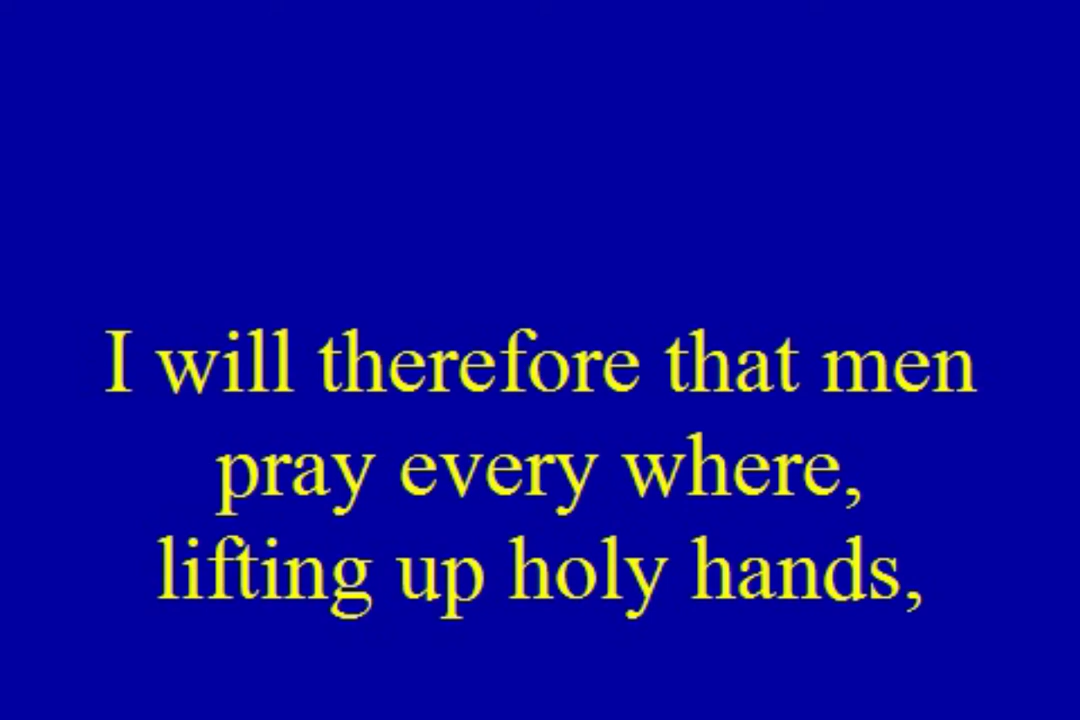 I will therefore that men
pray every where,
lifting up holy hands,